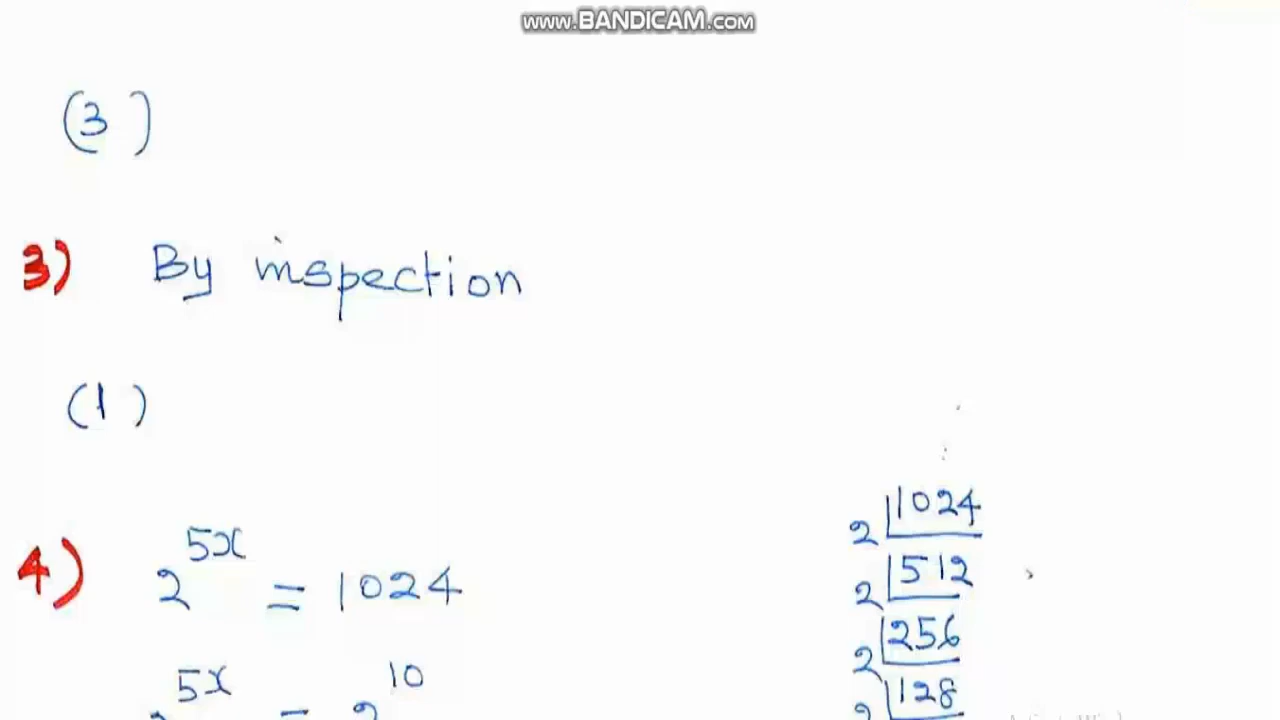 www.BANDICAM.com
(3)
3) By inspection
(1)
4) 2^5x = 1024
2^5x = 2^10
2 |1024
2 |512
2 |256
2 |128